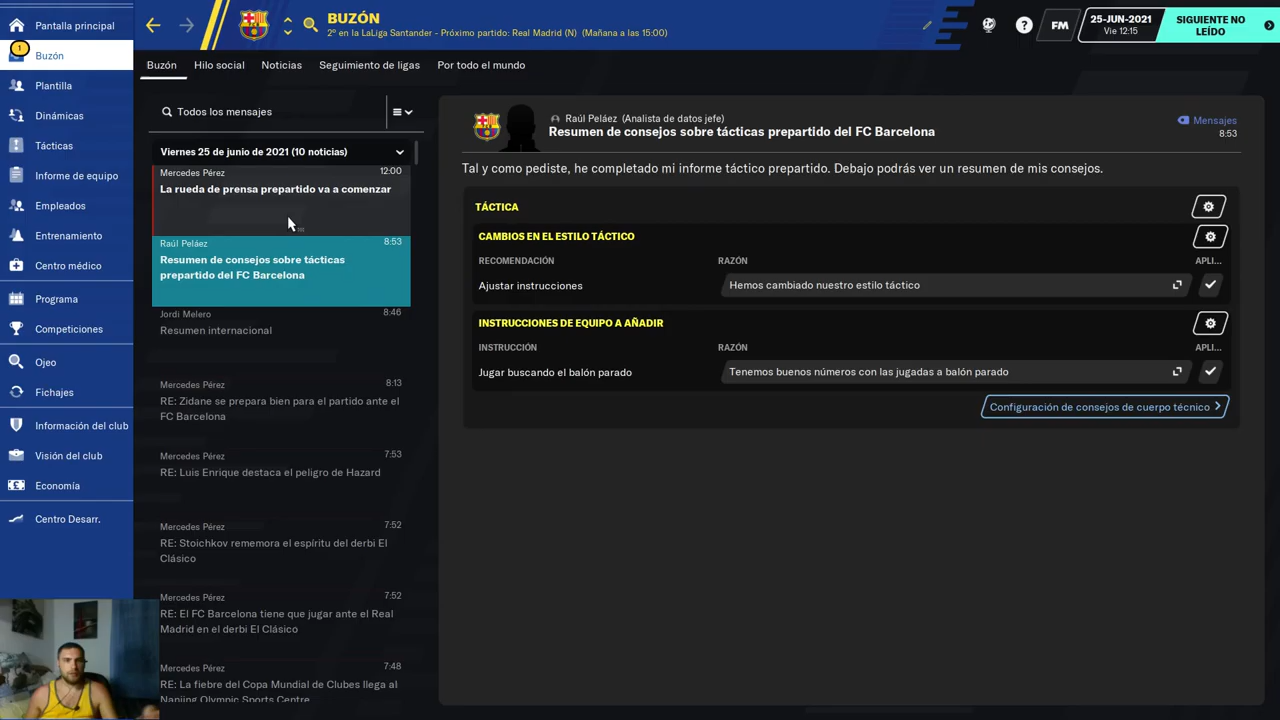 Pantalla principal
1
Buzón
Plantilla
Dinámicas
Tácticas
Informe de equipo
Empleados
Entrenamiento
Centro médico
Programa
Competiciones
Ojeo
Fichajes
Información del club
Visión del club
Economía
Centro Desarr.
BUZÓN
2º en la LaLiga Santander - Próximo partido: Real Madrid (N) (Mañana a las 15:00)
?
FM
25-JUN-2021
Vie 12:15
SIGUIENTE NO
LEÍDO
Buzón
Hilo social
Noticias
Seguimiento de ligas
Por todo el mundo
Todos los mensajes
Viernes 25 de junio de 2021 (10 noticias)
Mercedes Pérez 12:00
La rueda de prensa prepartido va a comenzar
Raúl Peláez 8:53
Resumen de consejos sobre tácticas
prepartido del FC Barcelona
Jordi Melero 8:46
Resumen internacional
Mercedes Pérez 8:13
RE: Zidane se prepara bien para el partido ante el
FC Barcelona
Mercedes Pérez 7:53
RE: Luis Enrique destaca el peligro de Hazard
Mercedes Pérez 7:52
RE: Stoichkov rememora el espíritu del derbi El
Clásico
Mercedes Pérez 7:52
RE: El FC Barcelona tiene que jugar ante el Real
Madrid en el derbi El Clásico
Mercedes Pérez 7:48
RE: La fiebre del Copa Mundial de Clubes llega al
Nanjing Olympic Sports Centre
Raúl Peláez (Analista de datos jefe)
Resumen de consejos sobre tácticas prepartido del FC Barcelona
Mensajes
8:53
Tal y como pediste, he completado mi informe táctico prepartido. Debajo podrás ver un resumen de mis consejos.
TÁCTICA
CAMBIOS EN EL ESTILO TÁCTICO
RECOMENDACIÓN RAZÓN APLI...
Ajustar instrucciones Hemos cambiado nuestro estilo táctico
INSTRUCCIONES DE EQUIPO A AÑADIR
INSTRUCCIÓN RAZÓN APLI...
Jugar buscando el balón parado Tenemos buenos números con las jugadas a balón parado
Configuración de consejos de cuerpo técnico